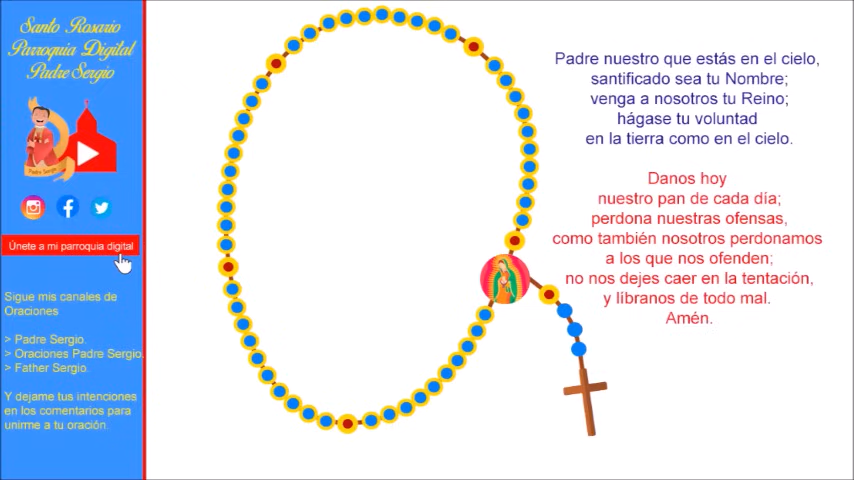 Santo Rosario
Parroquia Digital
Padre Sergio
Padre Sergio
Únete a mi parroquia digital
Sigue mis canales de
Oraciones
> Padre Sergio.
> Oraciones Padre Sergio.
> Father Sergio.
Y dejame tus intenciones
en los comentarios para
unirme a tu oración.
Padre nuestro que estás en el cielo,
santificado sea tu Nombre;
venga a nosotros tu Reino;
hágase tu voluntad
en la tierra como en el cielo.
Danos hoy
nuestro pan de cada día;
perdona nuestras ofensas,
como también nosotros perdonamos
a los que nos ofenden;
no nos dejes caer en la tentación,
y líbranos de todo mal.
Amén.